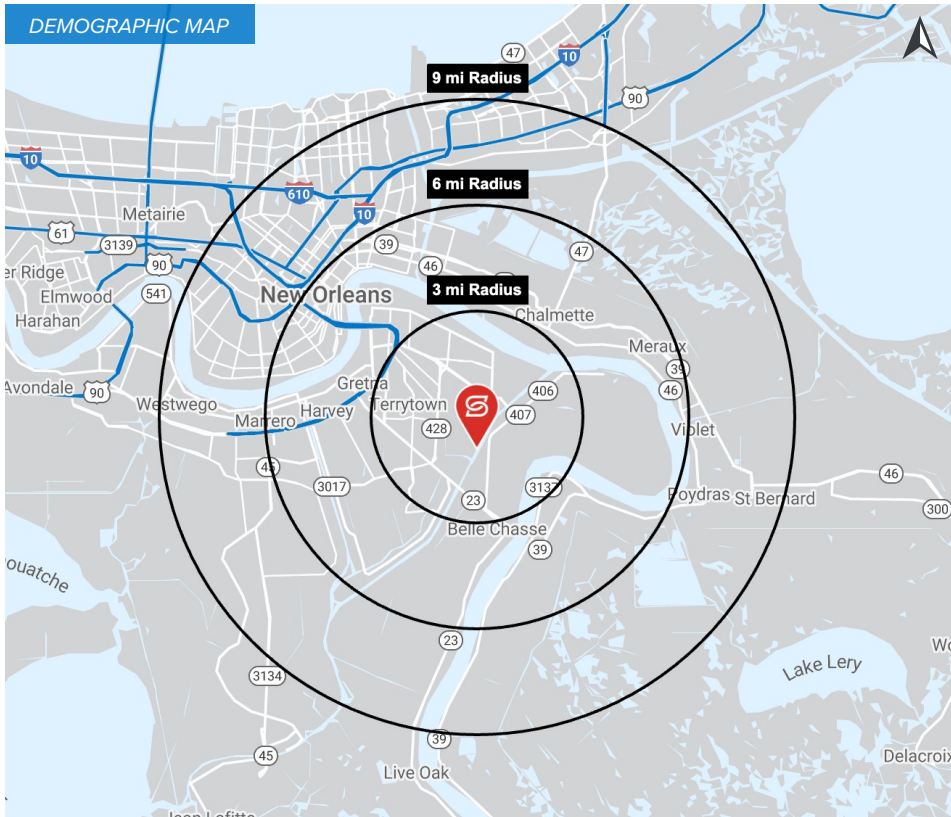 DEMOGRAPHIC MAP
47
10
9 mi Radius
90
10
610
6 mi Radius
10
Metairie
61
3139
39
47
90
46
er Ridge
Elmwood
541
New Orleans
3 mi Radius
Harahan
Chalmette
Meraux
39
Avondale
90
Gretna
406
46
Westwego
Harvey
Terrytown
407
Marrero
428
Violet
45
3017
3137
46
23
Poydras
St Bernard
300
Belle Chasse
39
ouatche
23
Lake Lery
3134
39
45
Delacroix
Live Oak